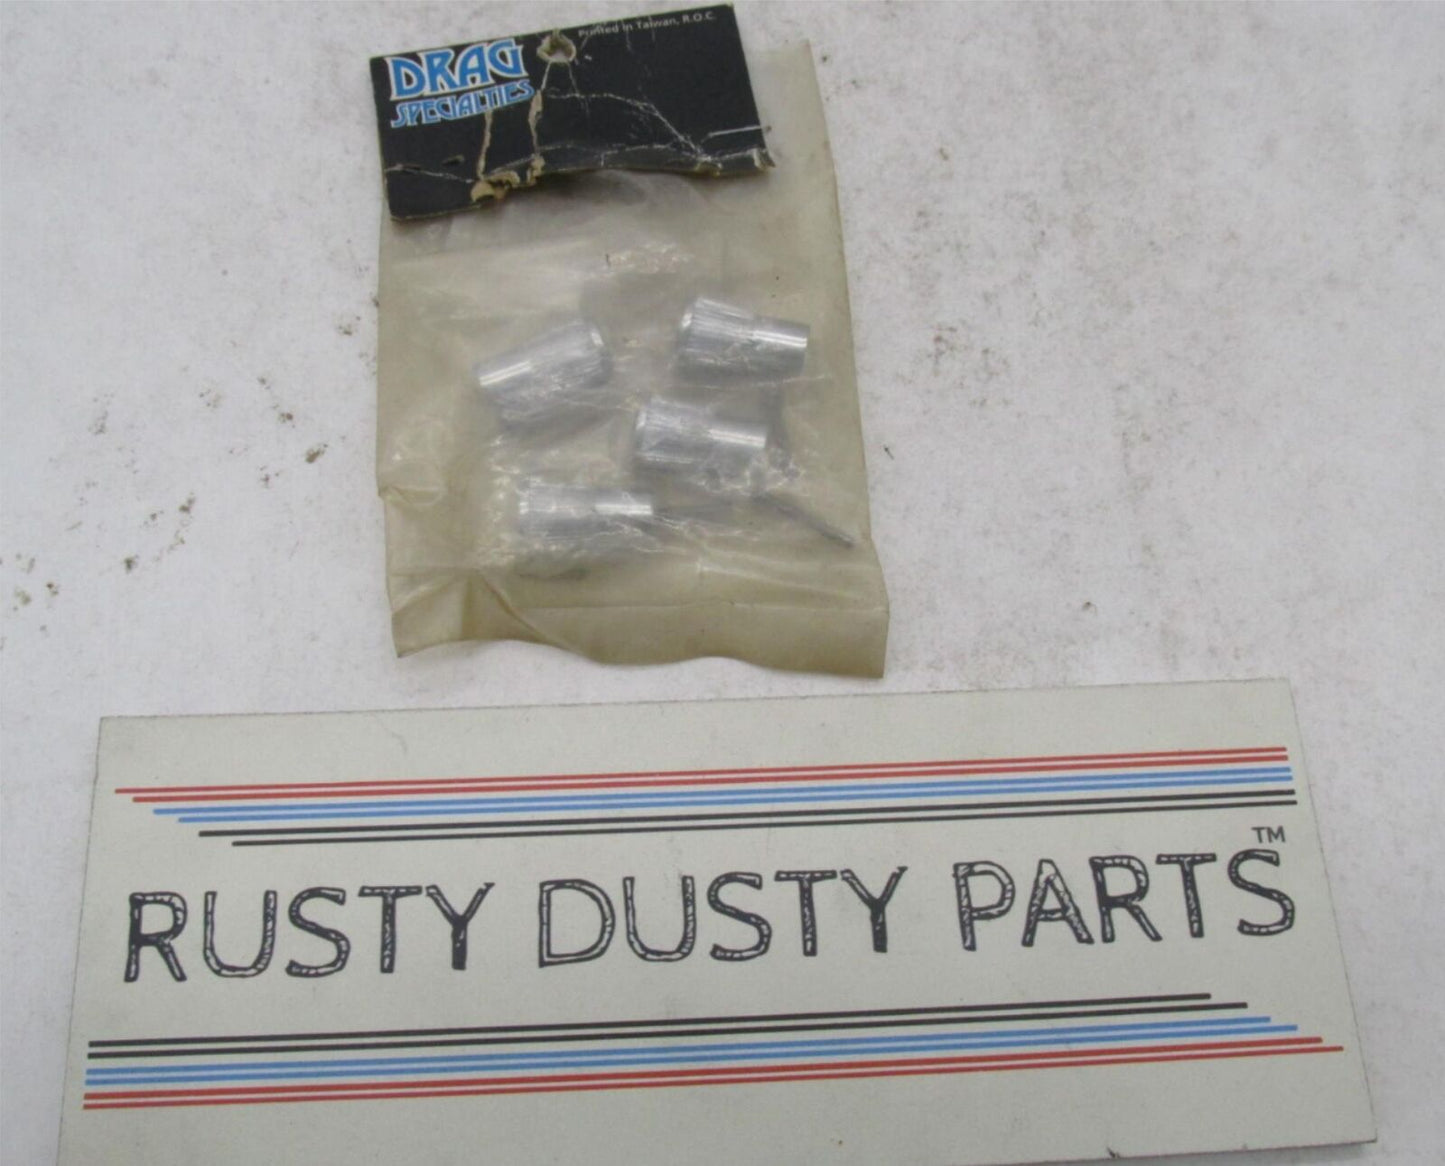 Printed in Taiwan, R.O.C.
DRAG
SPECIALTIES
RUSTY DUSTY PARTS™